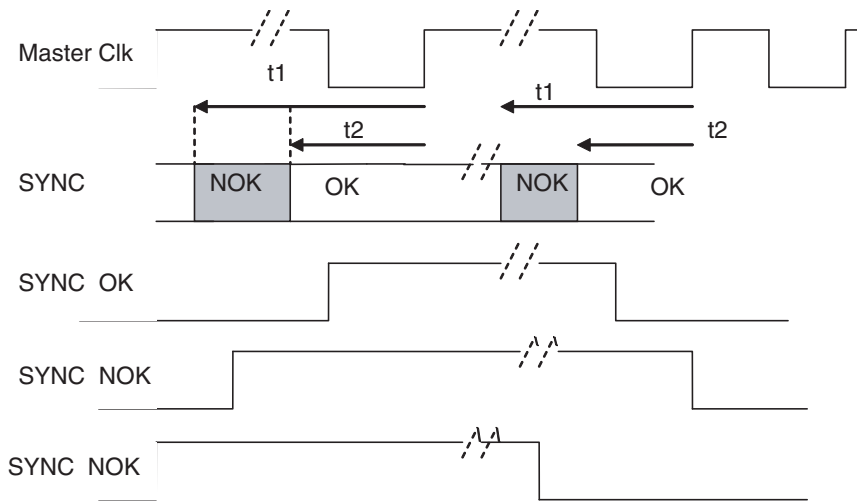 Master Clk
t1
t1
t2
t2
SYNC
NOK
OK
NOK
OK
SYNC OK
SYNC NOK
SYNC NOK